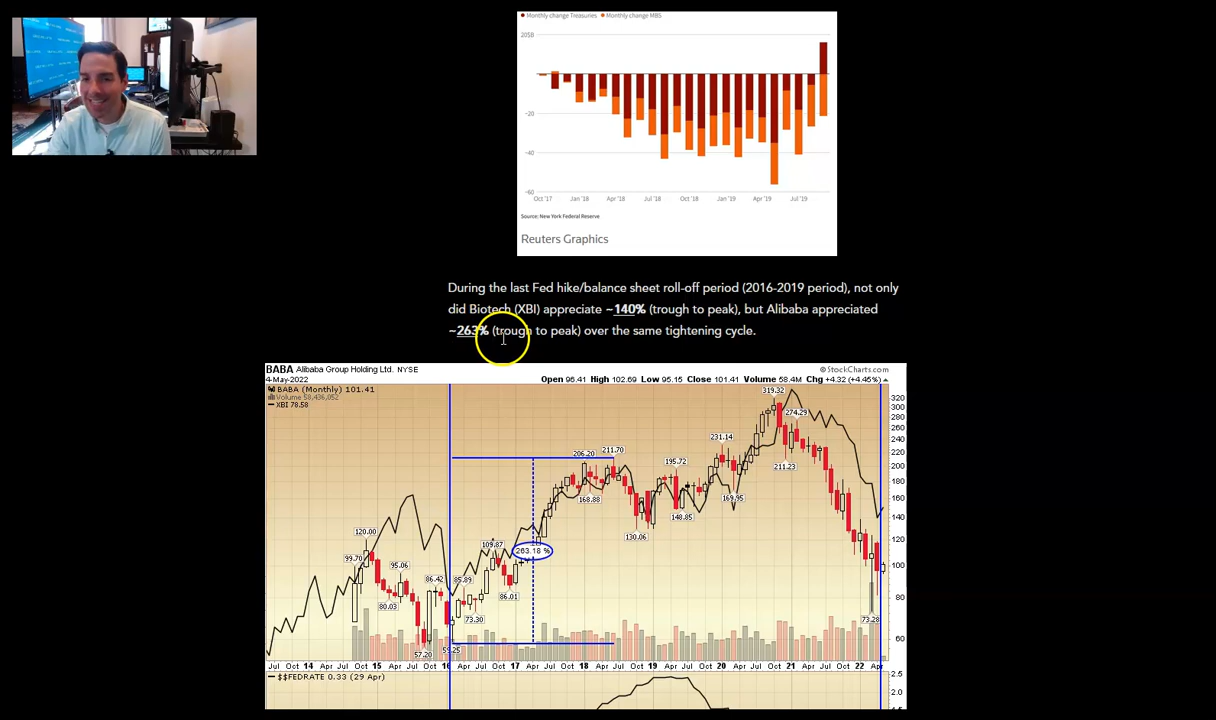 Monthly change Treasuries Monthly change MBS
205B
-20
-40
-60
Oct '17 Jan '18 Apr '18 Jul '18 Oct '18 Jan '19 Apr '19 Jul '19
Source: New York Federal Reserve
Reuters Graphics
During the last Fed hike/balance sheet roll-off period (2016-2019 period), not only
did Biotech (XBI) appreciate ~140% (trough to peak), but Alibaba appreciated
~263% (trough to peak) over the same tightening cycle.
BABA Alibaba Group Holding Ltd. NYSE © StockCharts.com
4-May-2022 Open 96.41 High 102.69 Low 95.15 Close 101.41 Volume 58.4M Chg +4.32 (+4.45%)
BABA (Monthly) 101.41
Volume 58,436,052
XBI 78.58
319.32
320
300
274.29
280
260
240
231.14
220
206.20 211.70 211.23
200
195.72
180
168.88 169.95
160
148.85
140
130.06
120.00
120
109.87
263.18 %
99.70 95.06
100
86.42 85.89 86.01
80.03
80
73.30 73.28
60
57.20 59.25
Jul Oct 14 Apr Jul Oct 15 Apr Jul Oct 16 Apr Jul Oct 17 Apr Jul Oct 18 Apr Jul Oct 19 Apr Jul Oct 20 Apr Jul Oct 21 Apr Jul Oct 22 Apr
$$FEDRATE 0.33 (29 Apr)
2.5
2.0